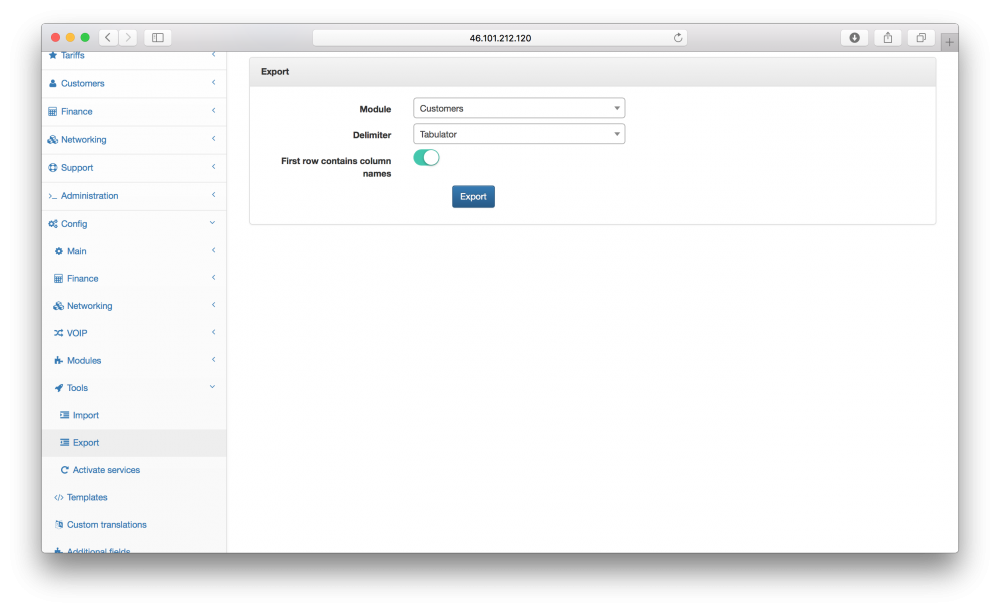 46.101.212.120
Tariffs
Customers
Finance
Networking
Support
Administration
Config
Main
Finance
Networking
VOIP
Modules
Tools
Import
Export
Activate services
Templates
Custom translations
Additional fields
Export
Module
Customers
Delimiter
Tabulator
First row contains column
names
Export